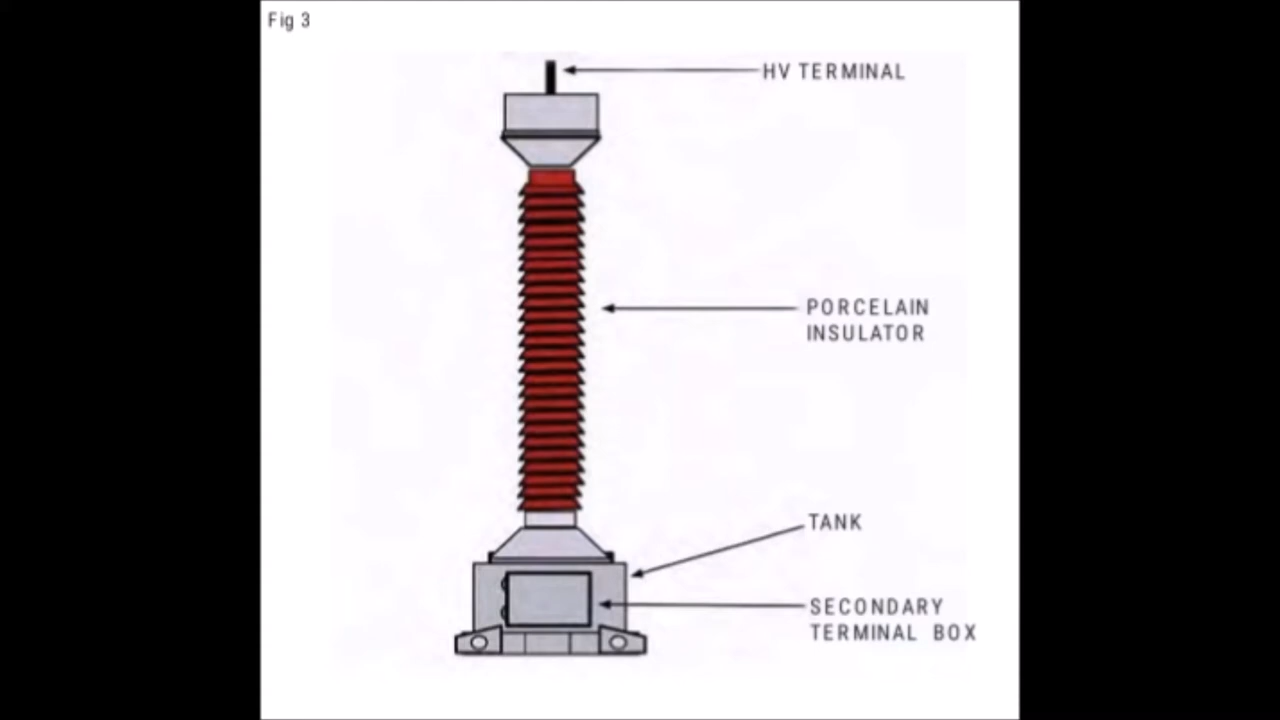 Fig 3
HV TERMINAL
PORCELAIN
INSULATOR
TANK
SECONDARY
TERMINAL BOX